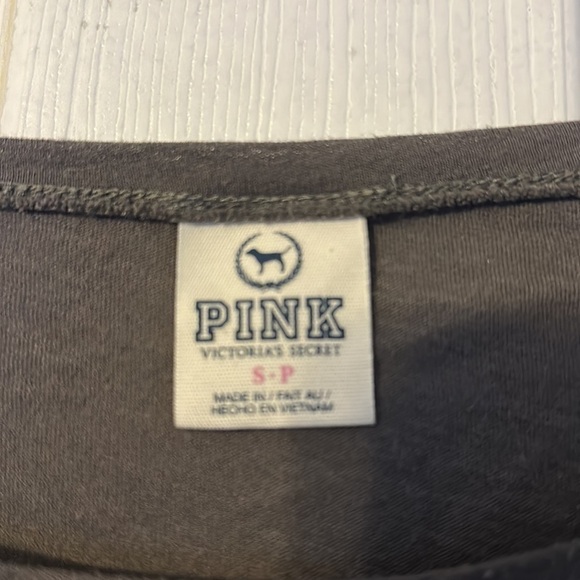 PINK
VICTORIA'S SECRET
S-P
MADE IN / FAIT AU /
HECHO EN VIETNAM